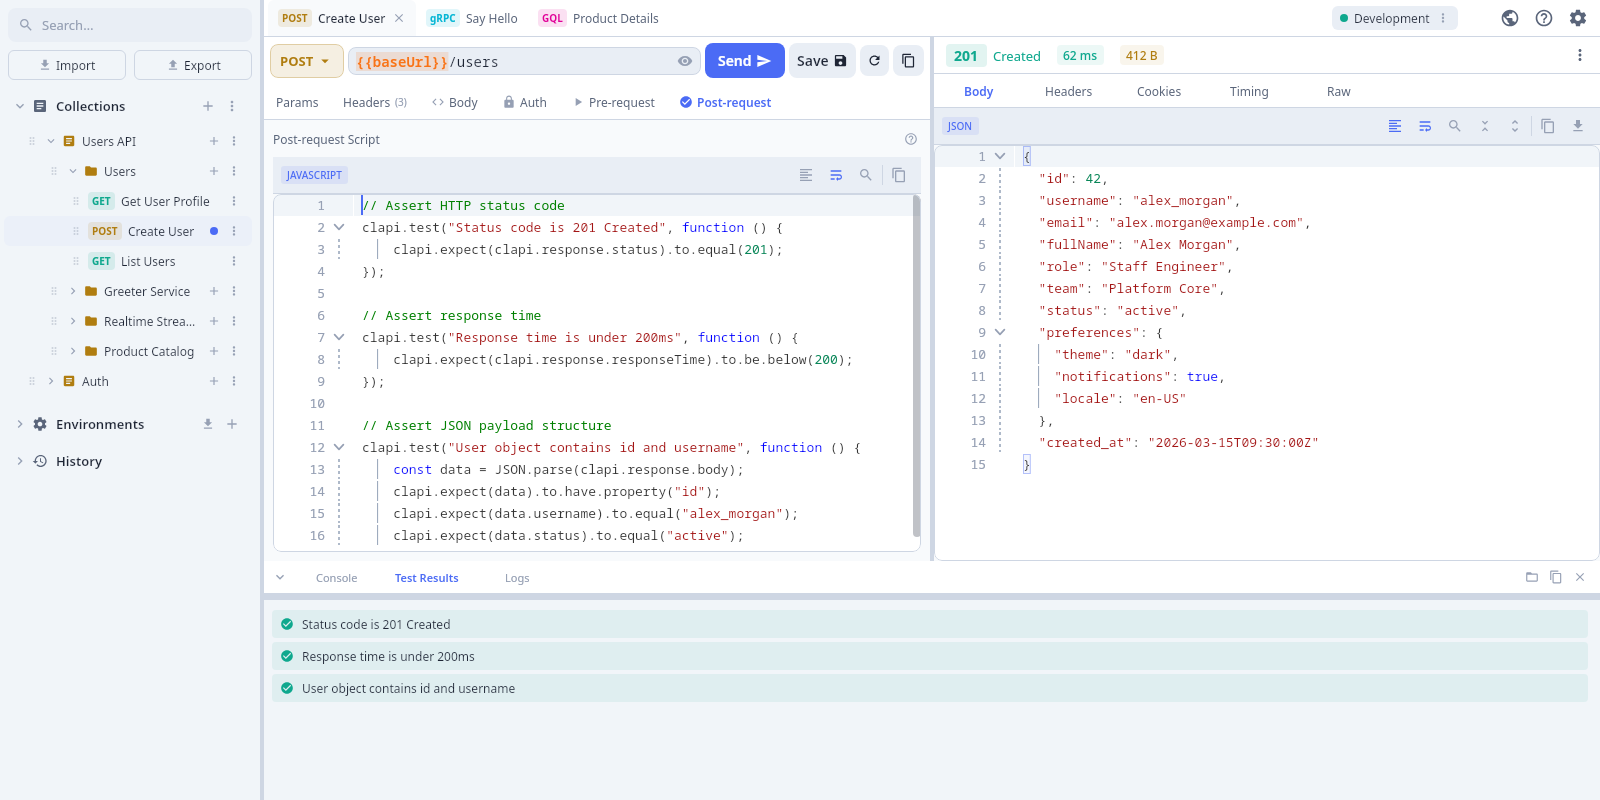 Search...
Import
Export
Collections
Users API
Users
GET Get User Profile
POST Create User
GET List Users
Greeter Service
Realtime Strea...
Product Catalog
Auth
Environments
History
POST Create User
gRPC Say Hello
GQL Product Details
Development
POST
{{baseUrl}}/users
Send
Save
Params
Headers (3)
Body
Auth
Pre-request
Post-request
Post-request Script
JAVASCRIPT
1 // Assert HTTP status code
2 clapi.test("Status code is 201 Created", function () {
3 clapi.expect(clapi.response.status).to.equal(201);
4 });
5
6 // Assert response time
7 clapi.test("Response time is under 200ms", function () {
8 clapi.expect(clapi.response.responseTime).to.be.below(200);
9 });
10
11 // Assert JSON payload structure
12 clapi.test("User object contains id and username", function () {
13 const data = JSON.parse(clapi.response.body);
14 clapi.expect(data).to.have.property("id");
15 clapi.expect(data.username).to.equal("alex_morgan");
16 clapi.expect(data.status).to.equal("active");
201 Created 62 ms 412 B
Body
Headers
Cookies
Timing
Raw
JSON
1 {
2 "id": 42,
3 "username": "alex_morgan",
4 "email": "alex.morgan@example.com",
5 "fullName": "Alex Morgan",
6 "role": "Staff Engineer",
7 "team": "Platform Core",
8 "status": "active",
9 "preferences": {
10 "theme": "dark",
11 "notifications": true,
12 "locale": "en-US"
13 },
14 "created_at": "2026-03-15T09:30:00Z"
15 }
Console
Test Results
Logs
Status code is 201 Created
Response time is under 200ms
User object contains id and username